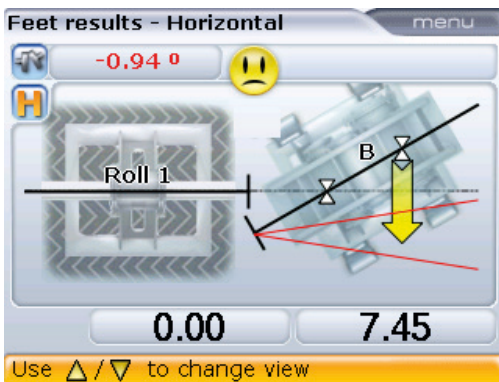 Feet results - Horizontal
menu
-0.94 º
H
Roll 1
B
0.00
7.45
Use △/▽ to change view